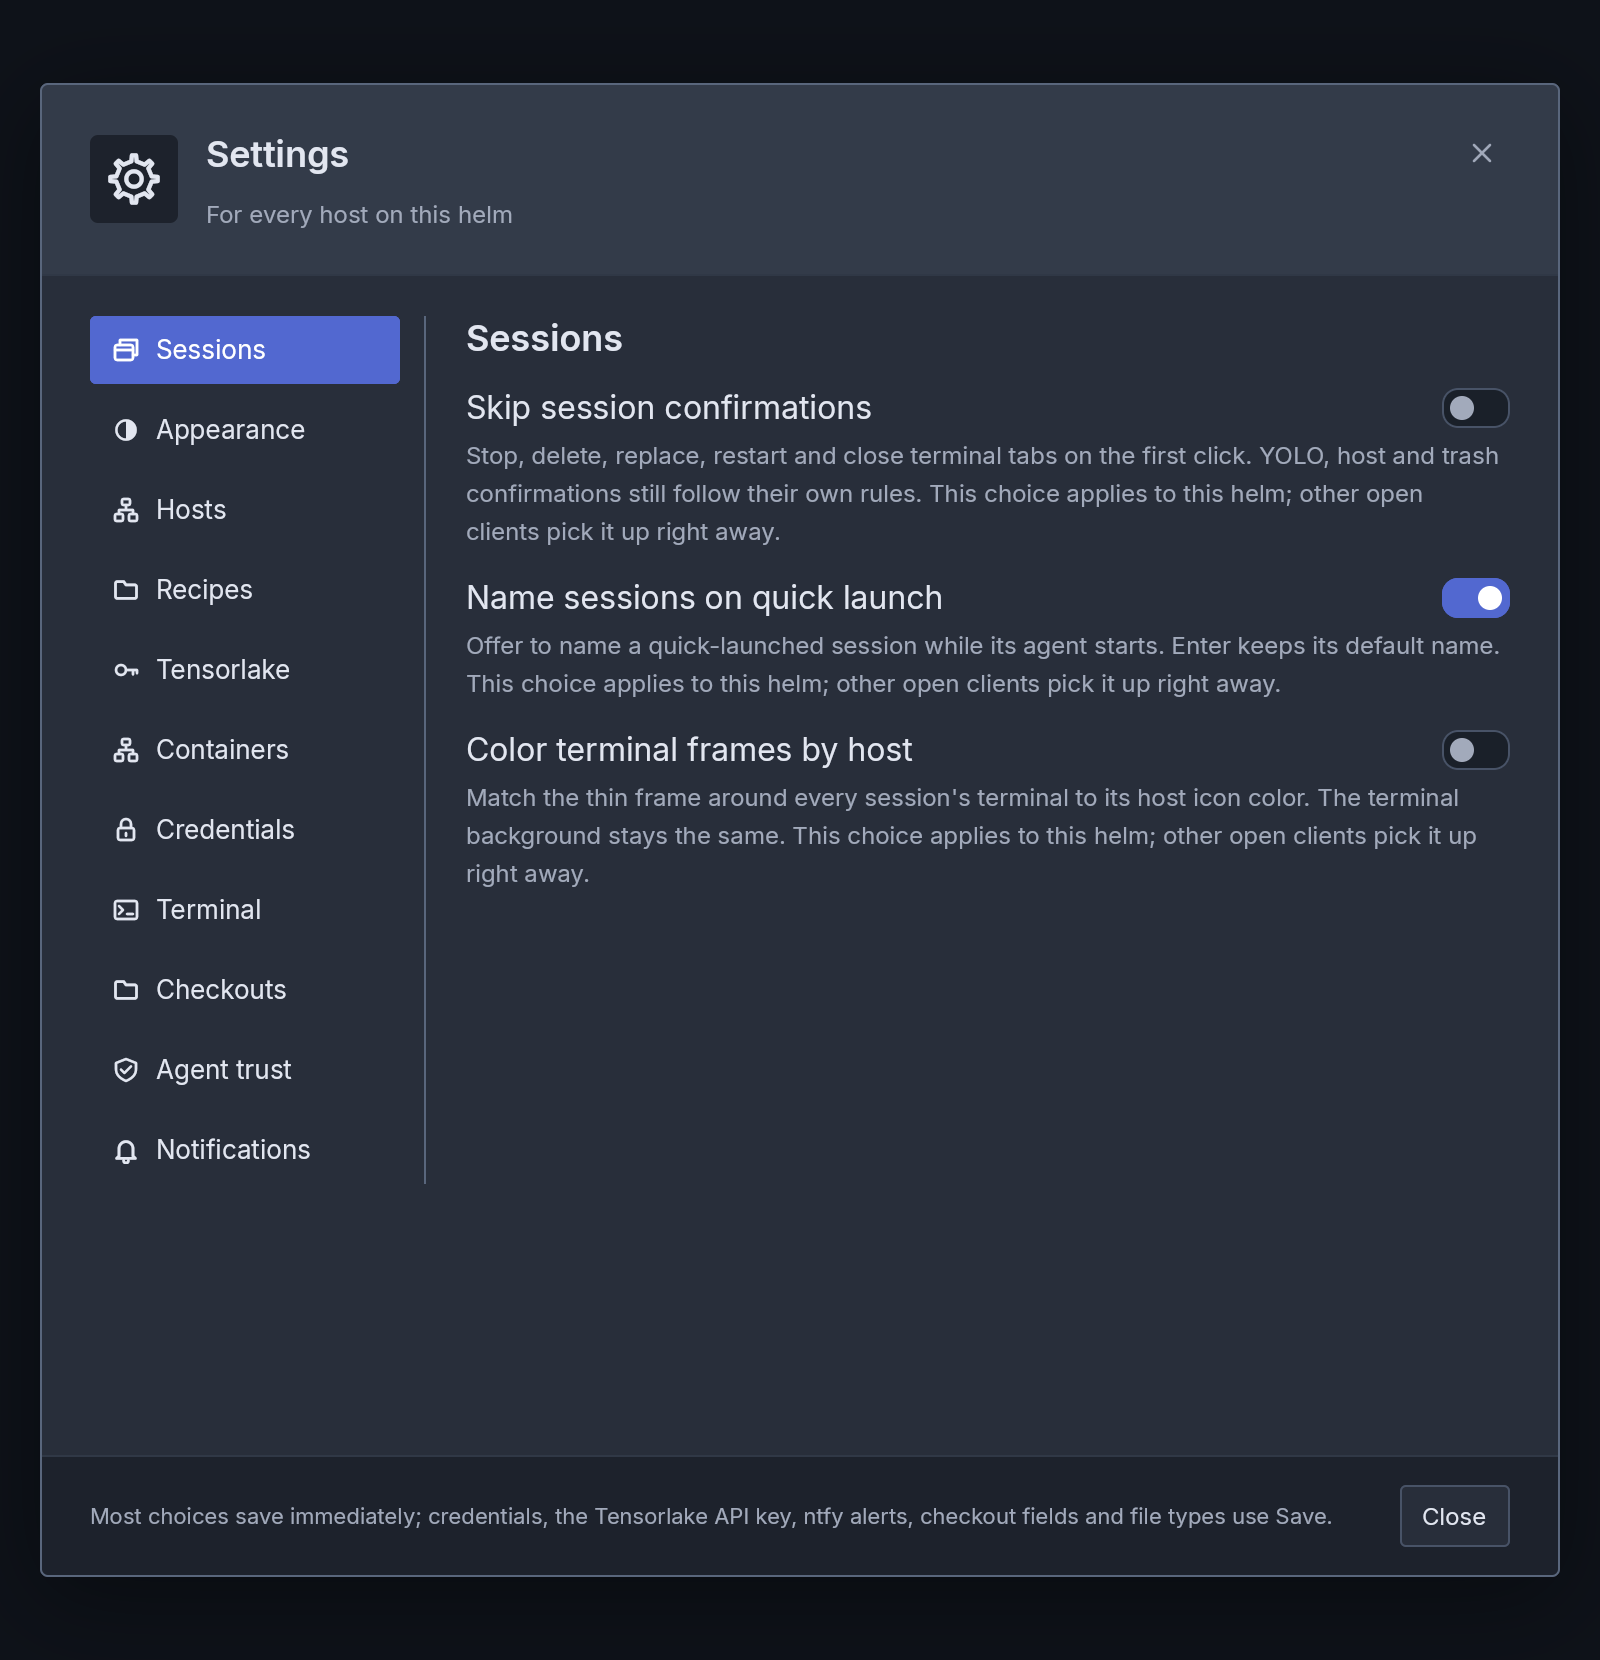 Settings
For every host on this helm
Sessions
Appearance
Hosts
Recipes
Tensorlake
Containers
Credentials
Terminal
Checkouts
Agent trust
Notifications
Sessions
Skip session confirmations
Stop, delete, replace, restart and close terminal tabs on the first click. YOLO, host and trash
confirmations still follow their own rules. This choice applies to this helm; other open
clients pick it up right away.
Name sessions on quick launch
Offer to name a quick-launched session while its agent starts. Enter keeps its default name.
This choice applies to this helm; other open clients pick it up right away.
Color terminal frames by host
Match the thin frame around every session's terminal to its host icon color. The terminal
background stays the same. This choice applies to this helm; other open clients pick it up
right away.
Most choices save immediately; credentials, the Tensorlake API key, ntfy alerts, checkout fields and file types use Save.
Close